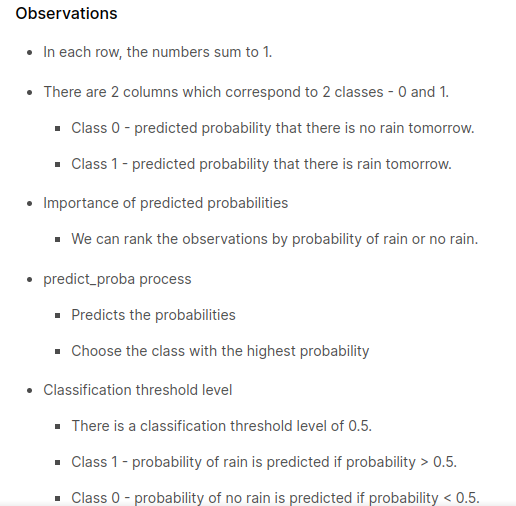 Observations
• In each row, the numbers sum to 1.
• There are 2 columns which correspond to 2 classes - 0 and 1.
▪ Class 0 - predicted probability that there is no rain tomorrow.
▪ Class 1 - predicted probability that there is rain tomorrow.
• Importance of predicted probabilities
▪ We can rank the observations by probability of rain or no rain.
• predict_proba process
▪ Predicts the probabilities
▪ Choose the class with the highest probability
• Classification threshold level
▪ There is a classification threshold level of 0.5.
▪ Class 1 - probability of rain is predicted if probability > 0.5.
▪ Class 0 - probability of no rain is predicted if probability < 0.5.